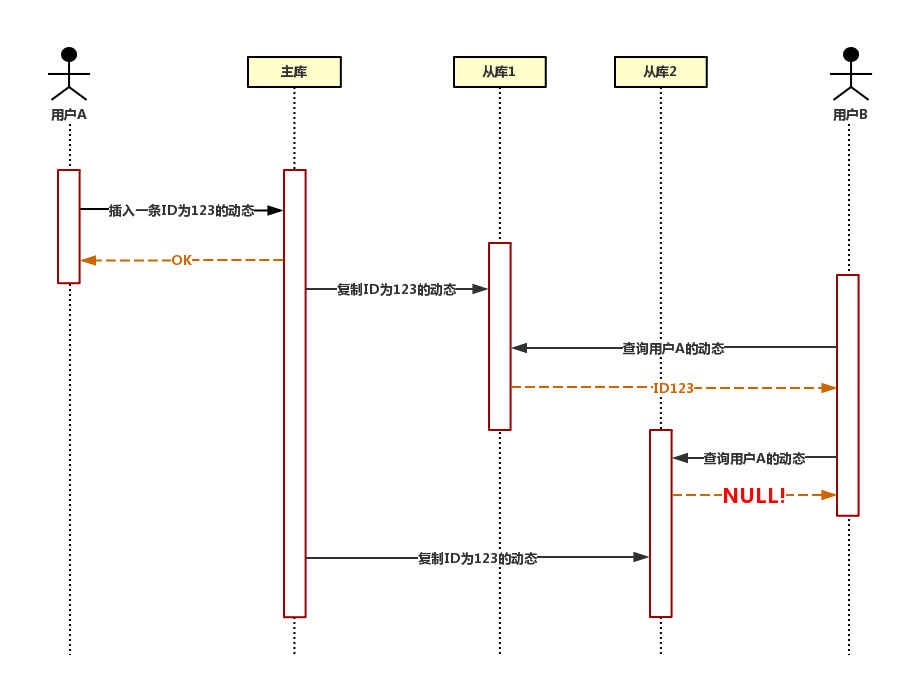 主库
从库1
从库2
用户A
用户B
插入一条ID为123的动态
OK
复制ID为123的动态
查询用户A的动态
ID123
查询用户A的动态
NULL!
复制ID为123的动态